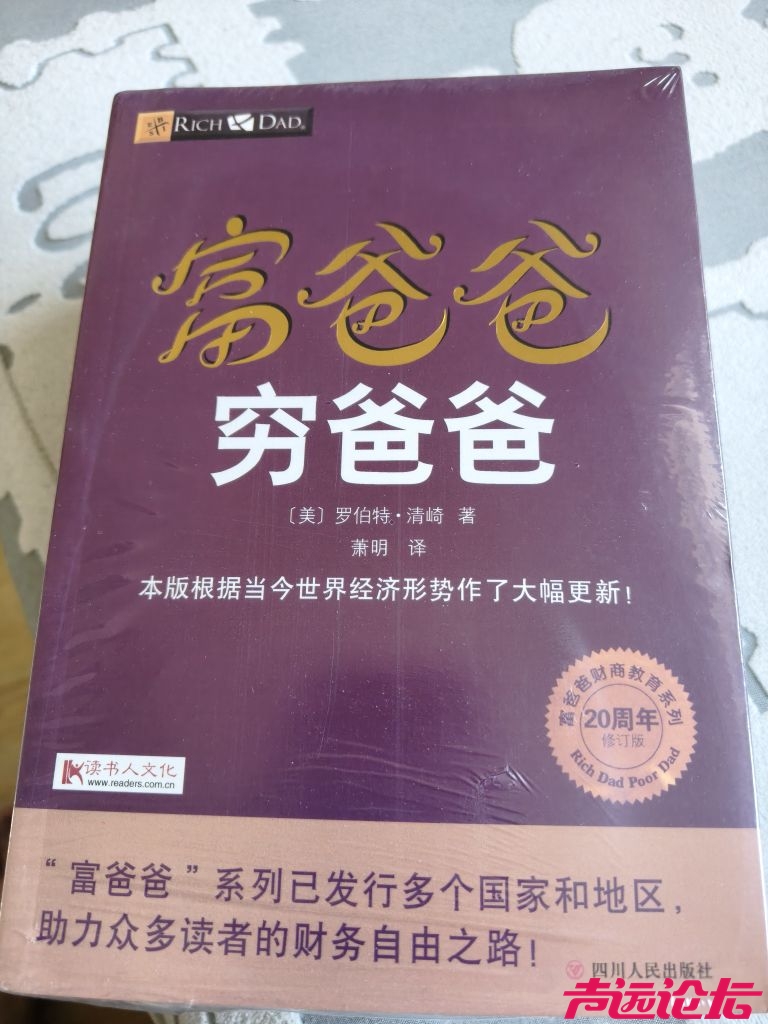 RICH DAD®
富爸爸
穷爸爸
〔美〕罗伯特·清崎 著
萧明 译
本版根据当今世界经济形势作了大幅更新！
富爸爸财商教育系列
20周年
修订版
Rich Dad Poor Dad
读书人文化
www.readers.com.cn
“富爸爸”系列已发行多个国家和地区，
助力众多读者的财务自由之路！
四川人民出版社
声远论坛